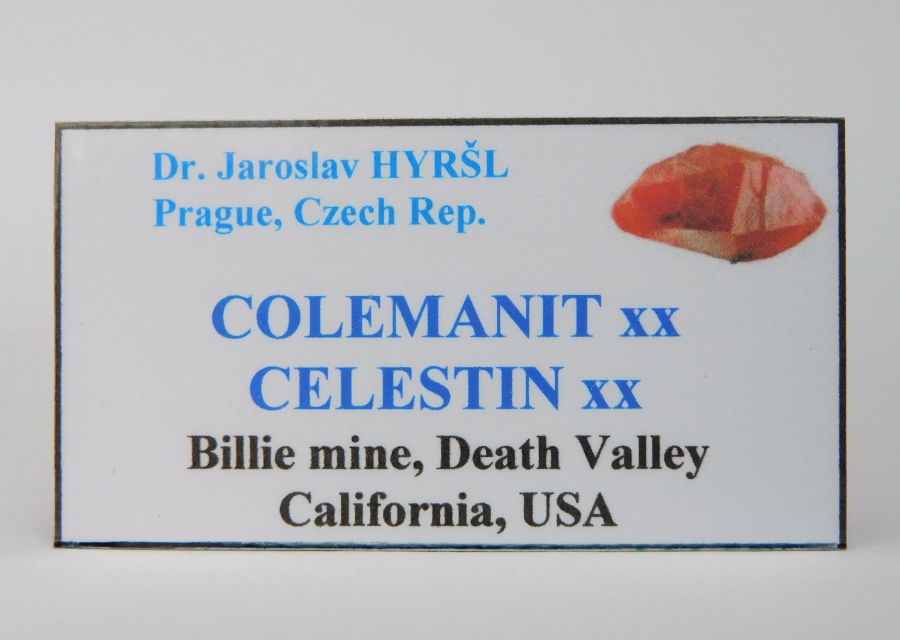 Dr. Jaroslav HYRŠL
Prague, Czech Rep.
COLEMANIT xx
CELESTIN xx
Billie mine, Death Valley
California, USA